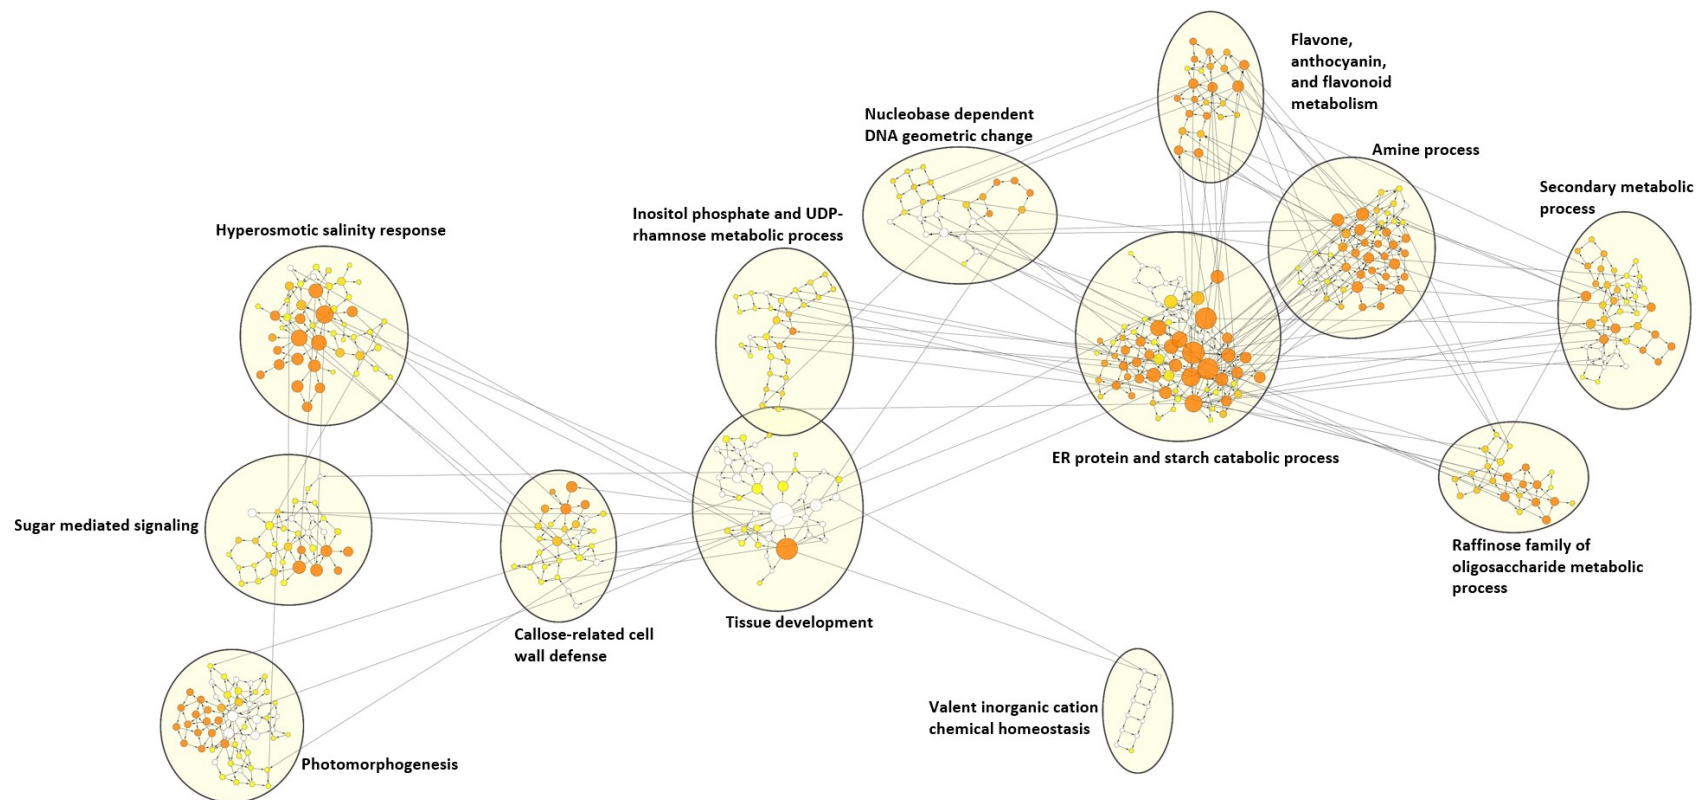 Flavone,
anthocyanin,
and flavonoid
metabolism
Nucleobase dependent
DNA geometric change
Amine process
Secondary metabolic
process
Inositol phosphate and UDP-
rhamnose metabolic process
Hyperosmotic salinity response
ER protein and starch catabolic process
Sugar mediated signaling
Raffinose family of
oligosaccharide metabolic
process
Tissue development
Callose-related cell
wall defense
Valent inorganic cation
chemical homeostasis
Photomorphogenesis